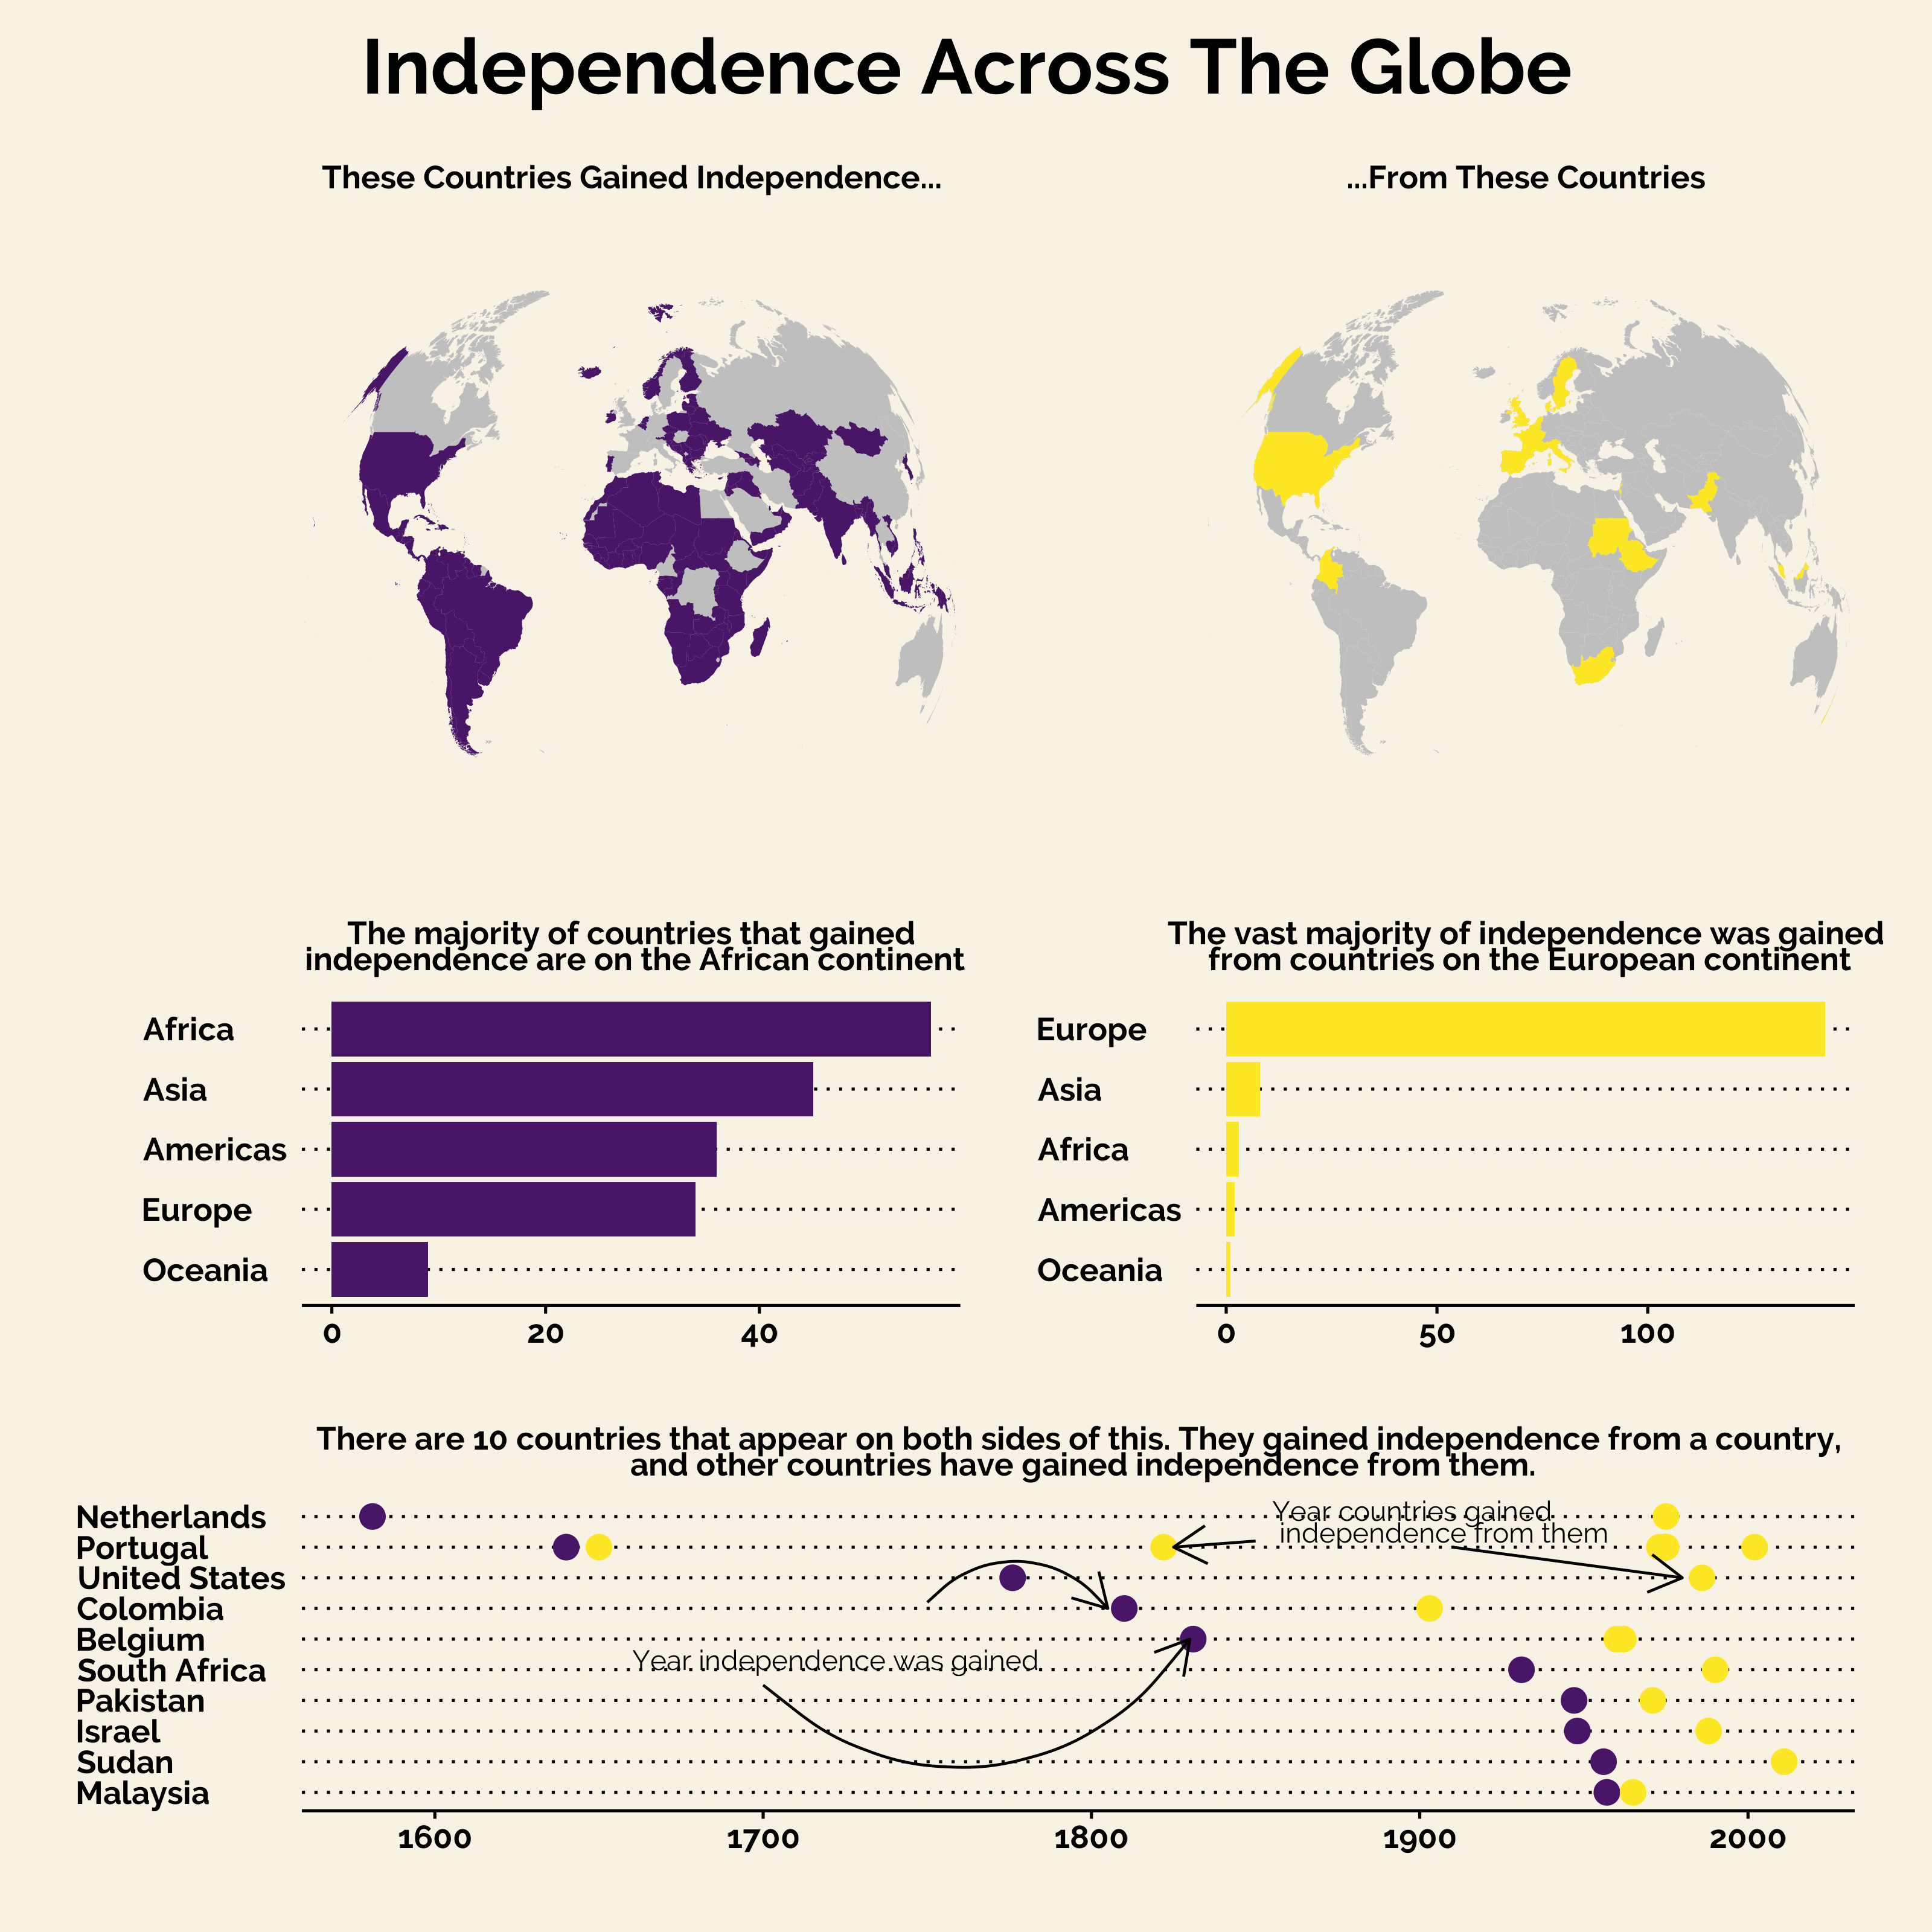 Independence Across The Globe
These Countries Gained Independence...
...From These Countries
The majority of countries that gained
independence are on the African continent
Africa
Asia
Americas
Europe
Oceania
0 20 40
The vast majority of independence was gained
from countries on the European continent
Europe
Asia
Africa
Americas
Oceania
0 50 100
There are 10 countries that appear on both sides of this. They gained independence from a country,
and other countries have gained independence from them.
Netherlands
Portugal
United States
Colombia
Belgium
South Africa
Pakistan
Israel
Sudan
Malaysia
Year countries gained
independence from them
Year independence was gained
1600 1700 1800 1900 2000